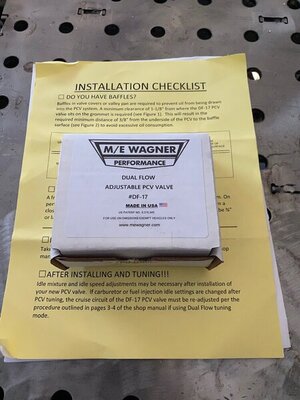 INSTALLATION CHECKLIST
DO YOU HAVE BAFFLES?
Baffles in valve covers or valley pan are required to prevent oil from being drawn
into the PCV system. A minimum clearance of 1-1/8" from where the DF-17 PCV
valve sits on the grommet is required (see Figure 1). This will result in the
required minimum distance of 3/8" from the underside of the PCV to the baffle
surface (see Figure 2) to avoid excessive oil consumption.
M/E WAGNER
PERFORMANCE
DUAL FLOW
ADJUSTABLE PCV VALVE
#DF-17
MADE IN USA
FOR USE ON EMISSIONS EXEMPT VEHICLES ONLY
www.mewagner.com
AFTER INSTALLING AND TUNING!!!
Idle mixture and idle speed adjustments may be necessary after installation of
your new PCV valve. If carburetor or fuel injection idle settings are changed after
PCV tuning, the cruise circuit of the DF-17 PCV valve must be re-adjusted per the
procedure outlined in pages 3-4 of the shop manual if using Dual Flow tuning
mode.